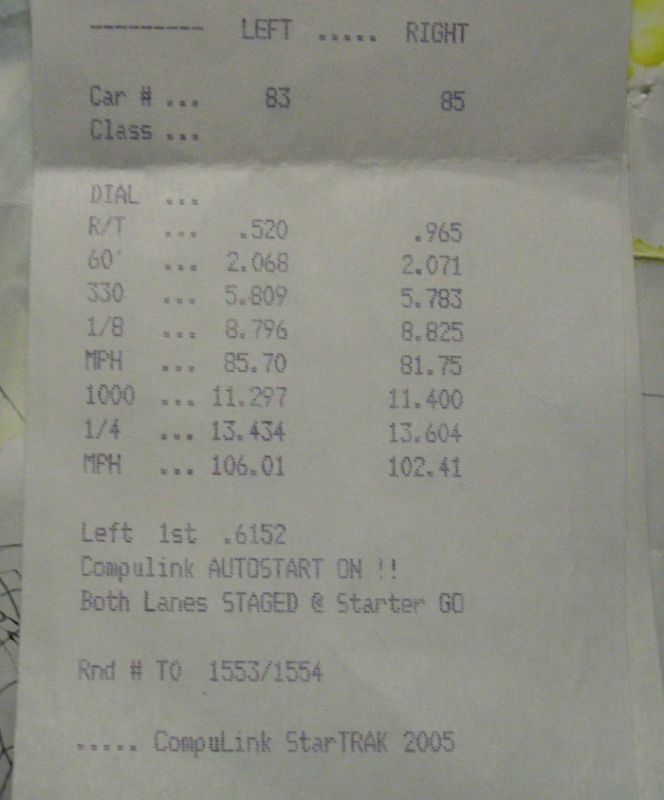 --------- LEFT ..... RIGHT
Car # ... 83 85
Class ...
DIAL ...
R/T ... .520 .965
60' ... 2.068 2.071
330 ... 5.809 5.783
1/8 ... 8.796 8.825
MPH ... 85.70 81.75
1000 ... 11.297 11.400
1/4 ... 13.434 13.604
MPH ... 106.01 102.41
Left 1st .6152
Compulink AUTOSTART ON !!
Both Lanes STAGED @ Starter GO
Rnd # TO 1553/1554
..... CompuLink StarTRAK 2005